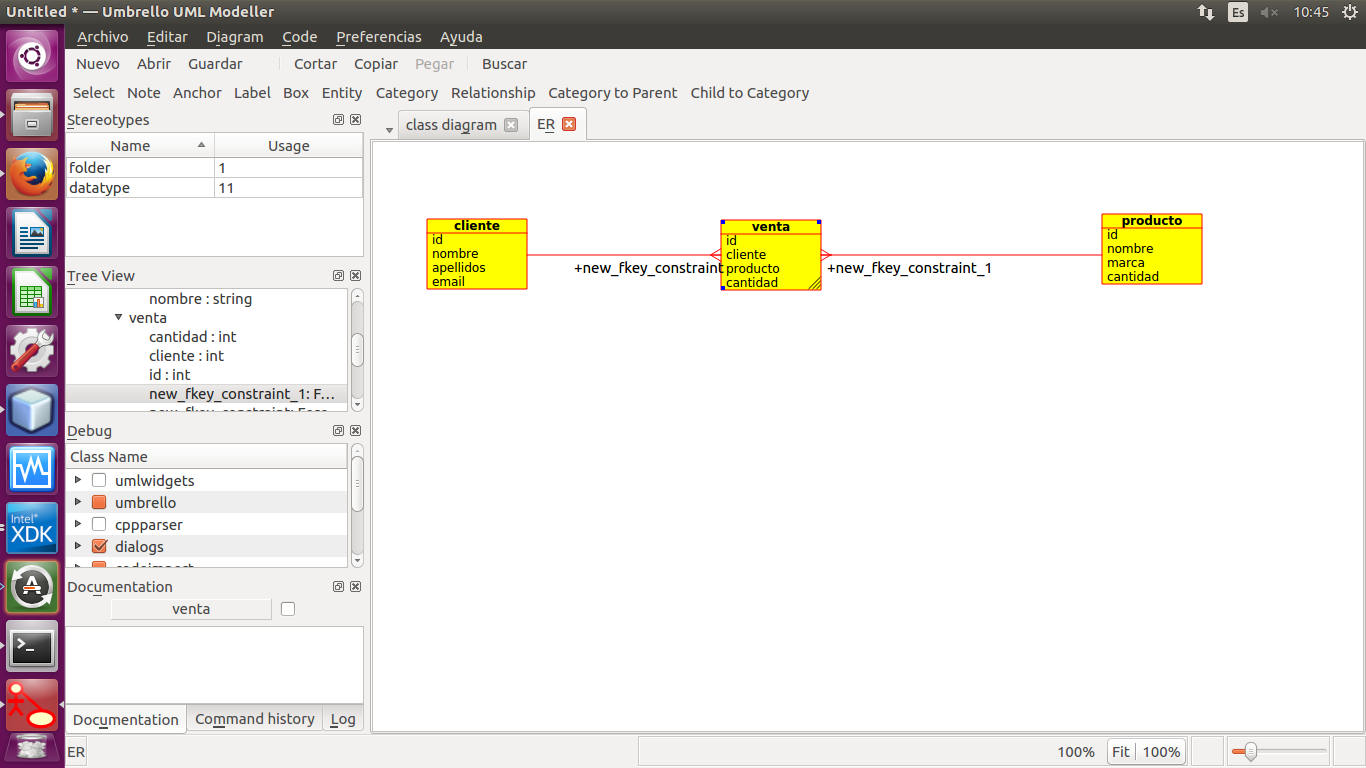 Untitled * — Umbrello UML Modeller
Es
10:45
Archivo Editar Diagram Code Preferencias Ayuda
Nuevo Abrir Guardar Cortar Copiar Pegar Buscar
Select Note Anchor Label Box Entity Category Relationship Category to Parent Child to Category
Stereotypes
Name Usage
folder 1
datatype 11
Tree View
nombre : string
venta
cantidad : int
cliente : int
id : int
new_fkey_constraint_1: F...
Debug
Class Name
umlwidgets
umbrello
cppparser
dialogs
Documentation
venta
Documentation Command history Log
class diagram ER
cliente
id
nombre
apellidos
email
+new_fkey_constraint
venta
id
cliente
producto
cantidad
+new_fkey_constraint_1
producto
id
nombre
marca
cantidad
Intel®
XDK
ER
100% Fit 100%